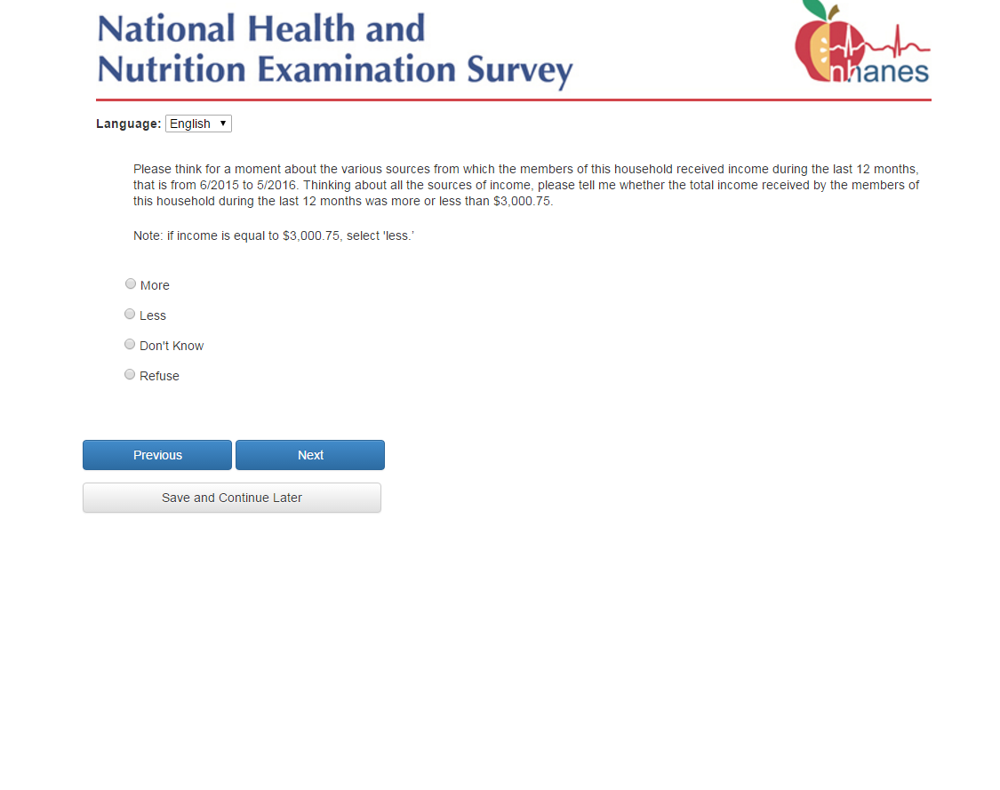 National Health and
Nutrition Examination Survey
nhanes
Language: English
Please think for a moment about the various sources from which the members of this household received income during the last 12 months,
that is from 6/2015 to 5/2016. Thinking about all the sources of income, please tell me whether the total income received by the members of
this household during the last 12 months was more or less than $3,000.75.
Note: if income is equal to $3,000.75, select 'less.’
More
Less
Don't Know
Refuse
Previous
Next
Save and Continue Later